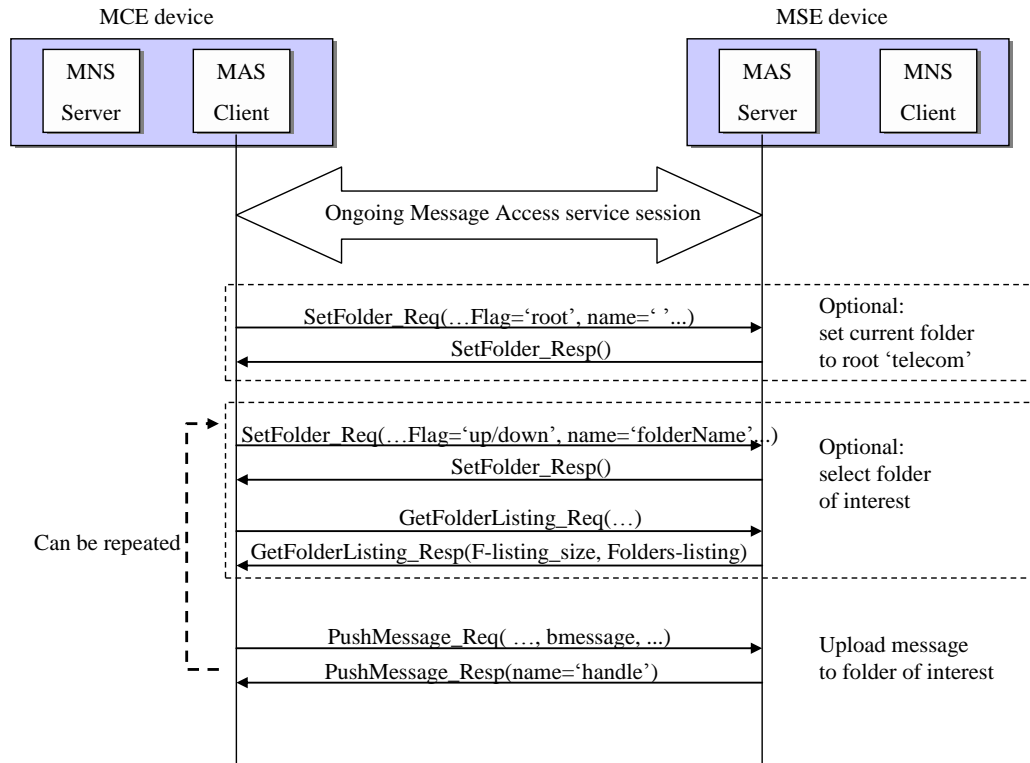 MCE device
MSE device
MNS
Server
MAS
Client
MAS
Server
MNS
Client
Ongoing Message Access service session
SetFolder_Req(…Flag=‘root’, name=‘ ’...)
SetFolder_Resp()
Optional:
set current folder
to root ‘telecom’
SetFolder_Req(…Flag=‘up/down’, name=‘folderName’...)
SetFolder_Resp()
GetFolderListing_Req(…)
GetFolderListing_Resp(F-listing_size, Folders-listing)
Optional:
select folder
of interest
Can be repeated
PushMessage_Req( …, bmessage, ...)
PushMessage_Resp(name=‘handle’)
Upload message
to folder of interest